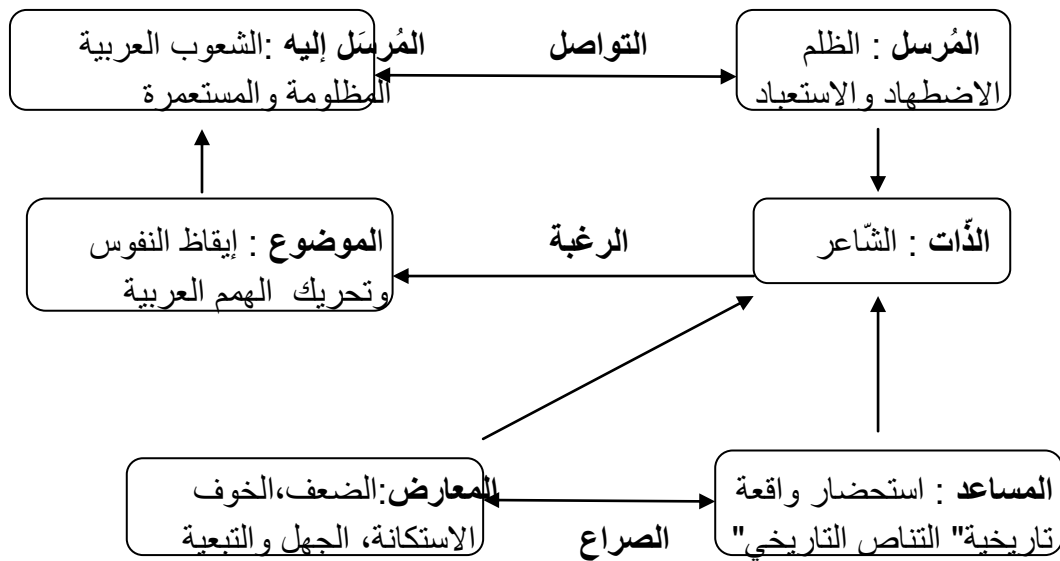 المُرسل : الظلم
الاضطهاد والاستعباد
التواصل
المُرسَل إليه :الشعوب العربية
المظلومة والمستعمرة
الذّات : الشّاعر
الرغبة
الموضوع : إيقاظ النفوس
وتحريك الهمم العربية
المساعد : استحضار واقعة
تاريخية" التناص التاريخي"
الصراع
المعارض:الضعف،الخوف
الاستكانة، الجهل والتبعية